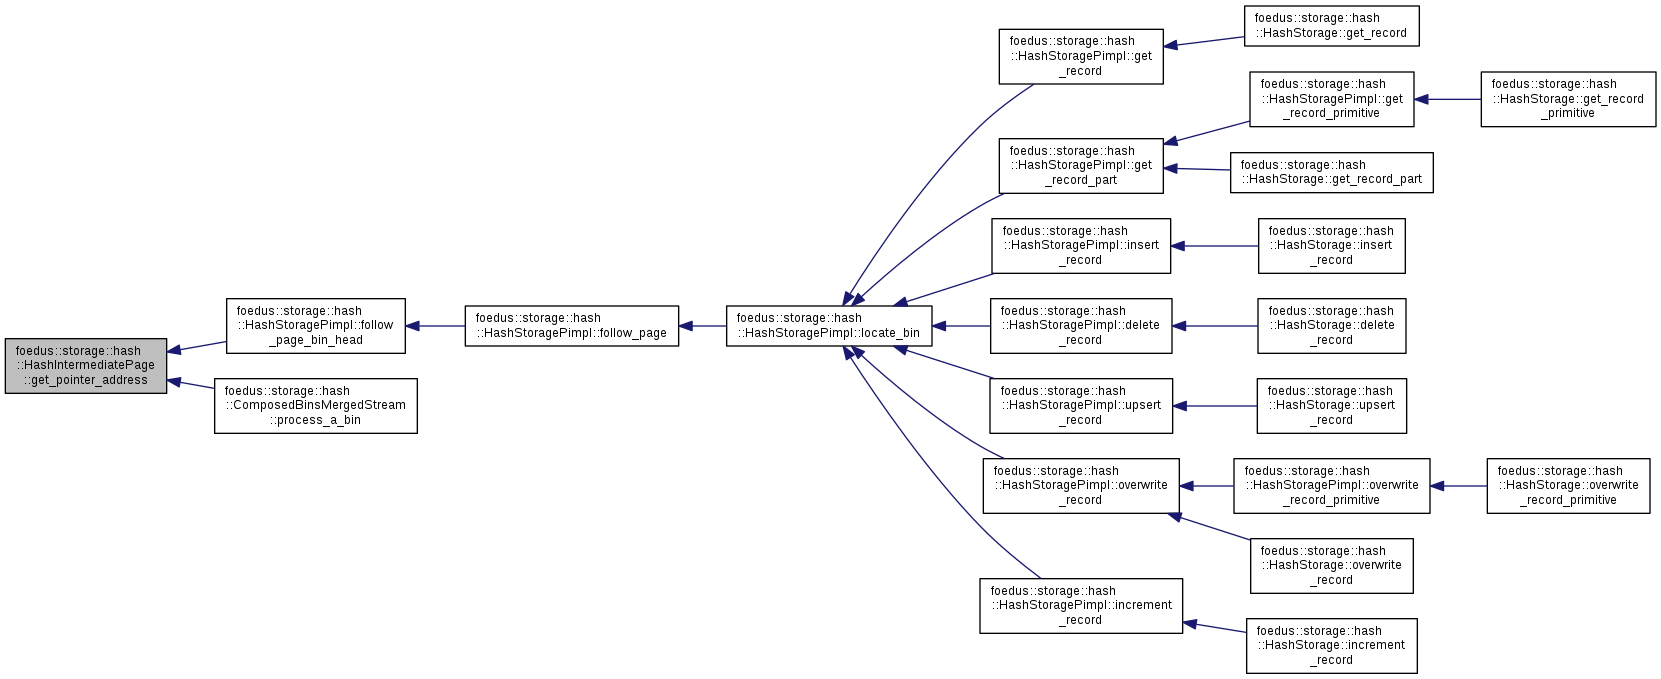 foedus::storage::hash
::HashIntermediatePage
::get_pointer_address
foedus::storage::hash
::HashStoragePimpl::follow
_page_bin_head
foedus::storage::hash
::ComposedBinsMergedStream
::process_a_bin
foedus::storage::hash
::HashStoragePimpl::follow_page
foedus::storage::hash
::HashStoragePimpl::locate_bin
foedus::storage::hash
::HashStoragePimpl::get
_record
foedus::storage::hash
::HashStorage::get_record
foedus::storage::hash
::HashStoragePimpl::get
_record_part
foedus::storage::hash
::HashStoragePimpl::get
_record_primitive
foedus::storage::hash
::HashStorage::get_record
_primitive
foedus::storage::hash
::HashStorage::get_record_part
foedus::storage::hash
::HashStoragePimpl::insert
_record
foedus::storage::hash
::HashStorage::insert
_record
foedus::storage::hash
::HashStoragePimpl::delete
_record
foedus::storage::hash
::HashStorage::delete
_record
foedus::storage::hash
::HashStoragePimpl::upsert
_record
foedus::storage::hash
::HashStorage::upsert
_record
foedus::storage::hash
::HashStoragePimpl::overwrite
_record
foedus::storage::hash
::HashStoragePimpl::overwrite
_record_primitive
foedus::storage::hash
::HashStorage::overwrite
_record_primitive
foedus::storage::hash
::HashStorage::overwrite
_record
foedus::storage::hash
::HashStoragePimpl::increment
_record
foedus::storage::hash
::HashStorage::increment
_record